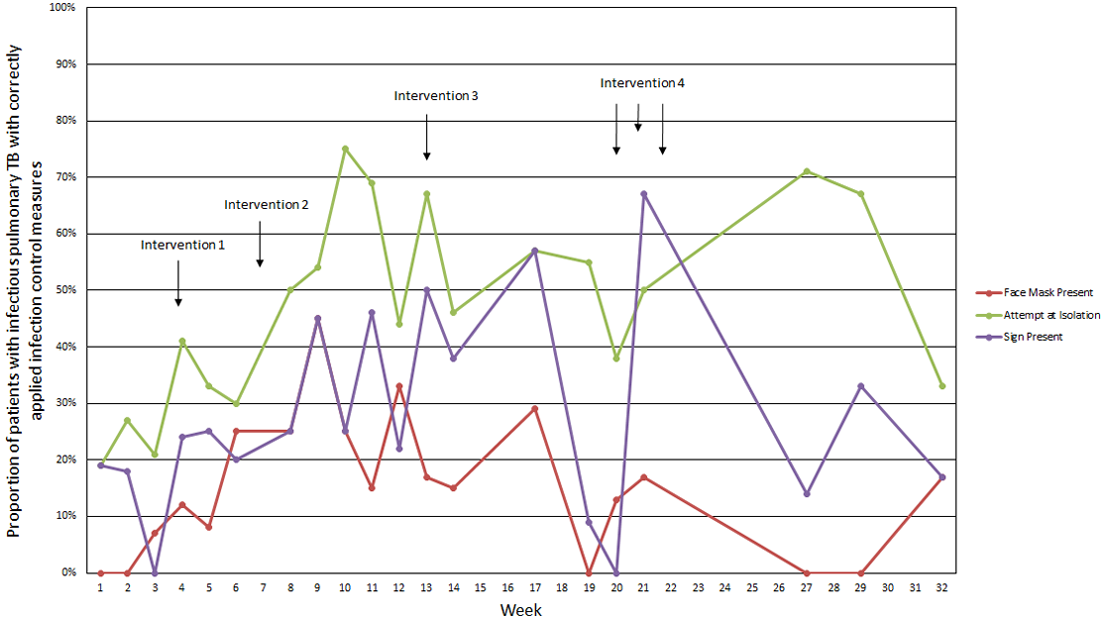 Proportion of patients with infectious pulmonary TB with correctly
applied infection control measures
100%
90%
80%
70%
60%
50%
40%
30%
20%
10%
0%
Intervention 1
Intervention 2
Intervention 3
Intervention 4
Face Mask Present
Attempt at Isolation
Sign Present
1 2 3 4 5 6 7 8 9 10 11 12 13 14 15 16 17 18 19 20 21 22 23 24 25 26 27 28 29 30 31 32
Week